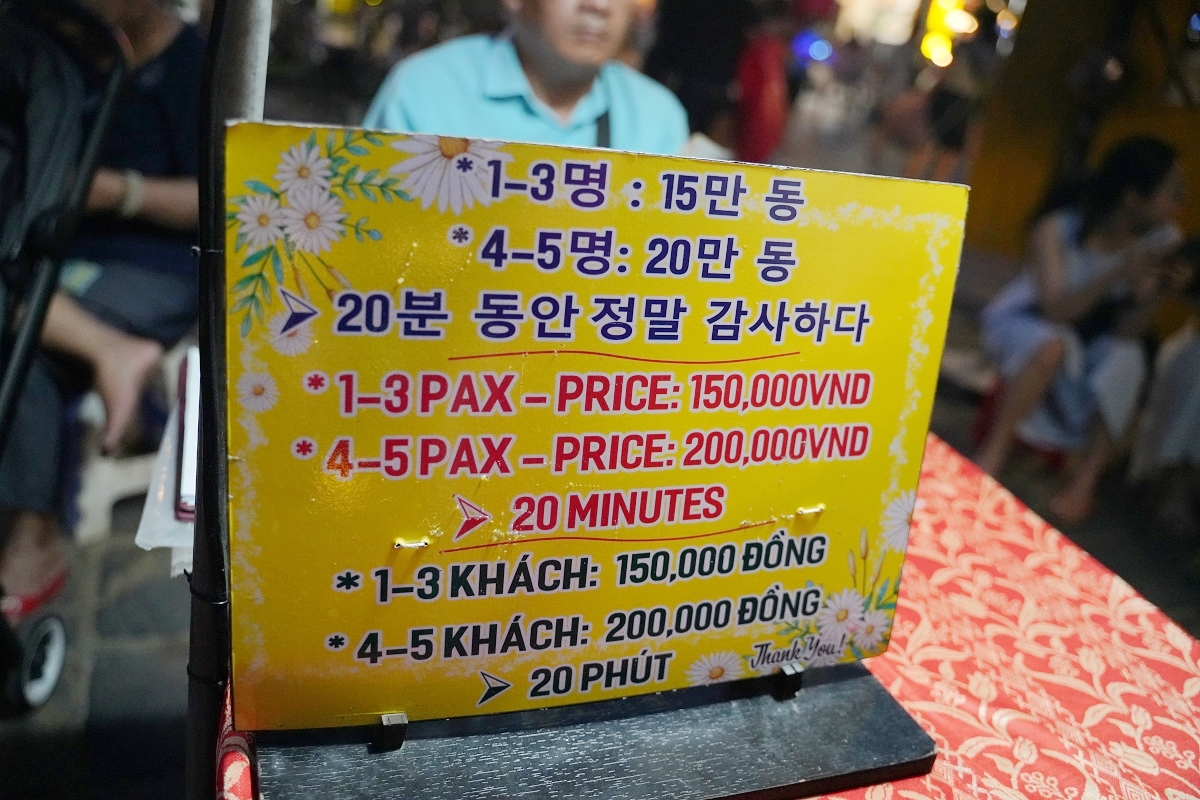 *1-3명 : 15만 동
*4-5명: 20만 동
➢ 20분 동안 정말 감사하다
*1-3 PAX - PRICE: 150,000VND
*4-5 PAX - PRICE: 200,000VND
➢ 20 MINUTES
* 1-3 KHÁCH: 150,000 ĐỒNG
* 4-5 KHÁCH: 200,000 ĐỒNG
➢ 20 PHÚT
Thank You!